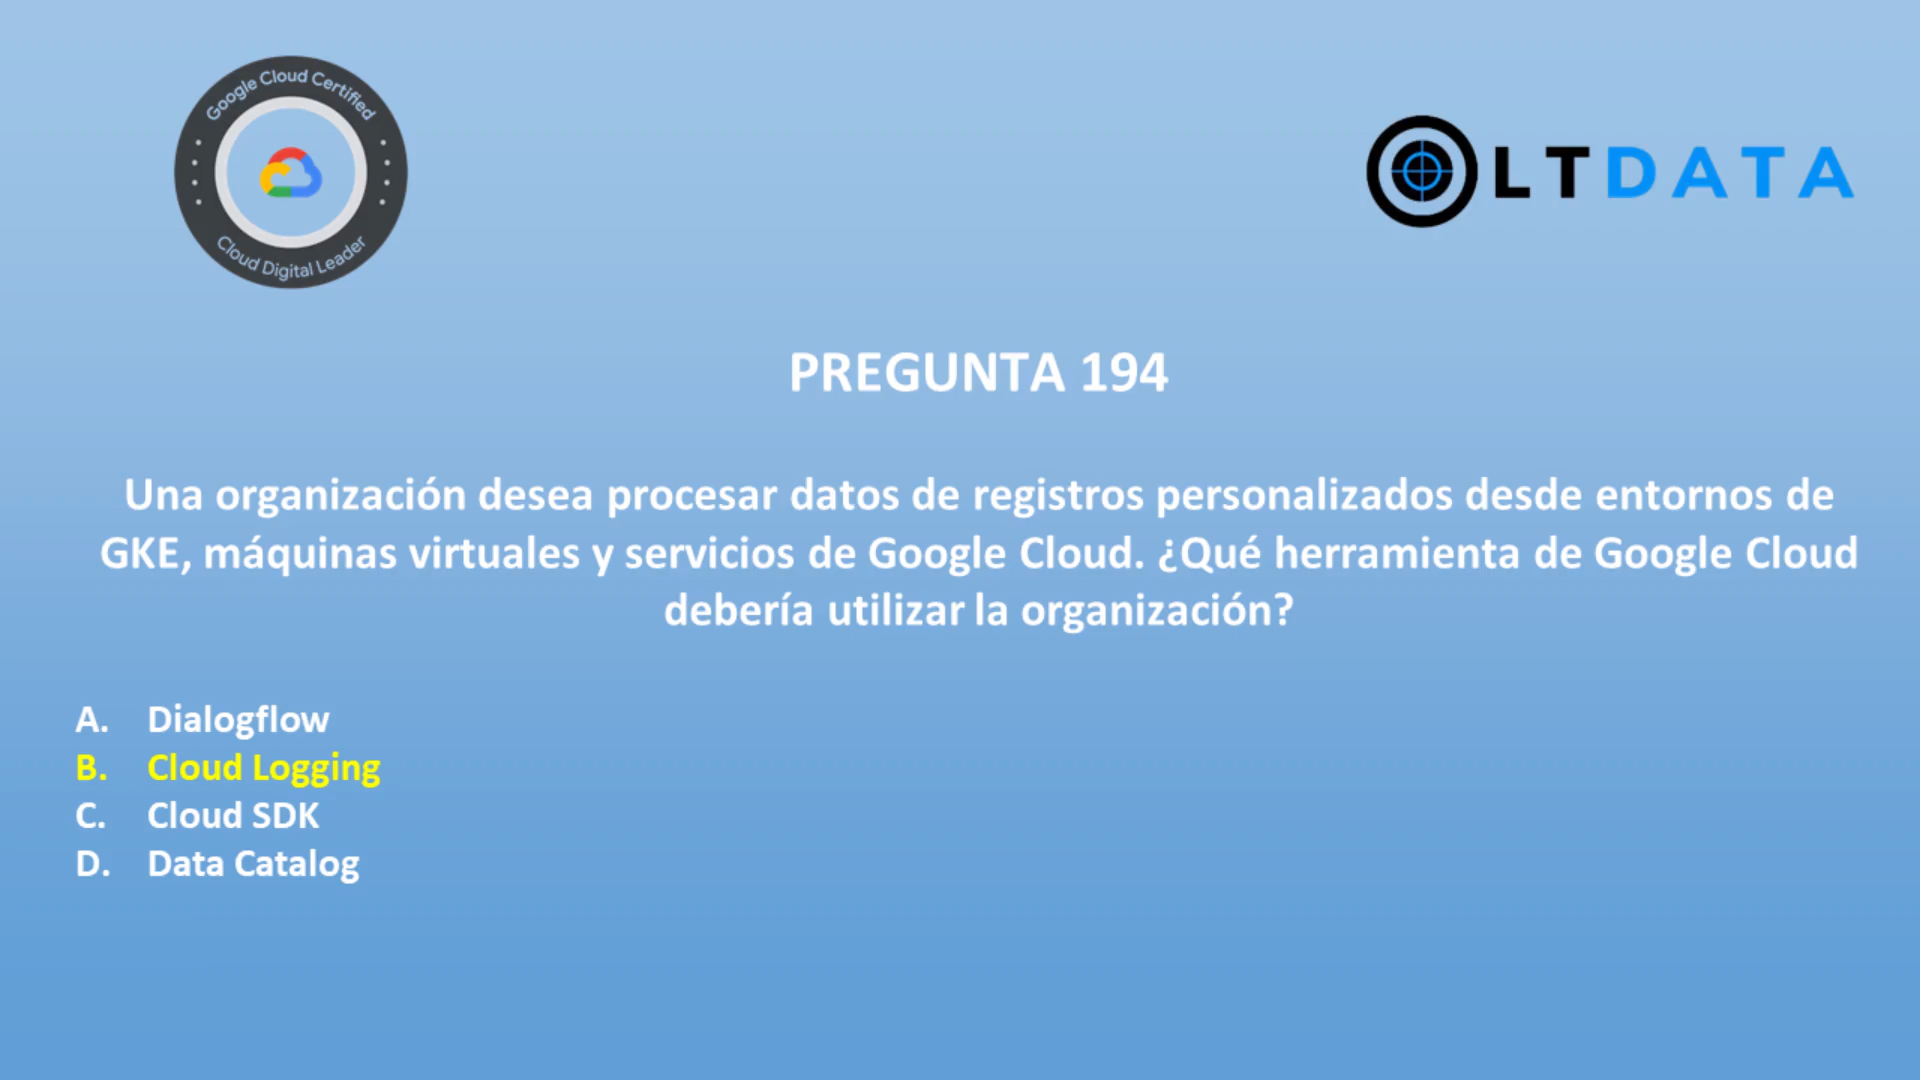 Google Cloud Certified
Cloud Digital Leader
LTDATA
PREGUNTA 194
Una organización desea procesar datos de registros personalizados desde entornos de
GKE, máquinas virtuales y servicios de Google Cloud. ¿Qué herramienta de Google Cloud
debería utilizar la organización?
A. Dialogflow
B. Cloud Logging
C. Cloud SDK
D. Data Catalog